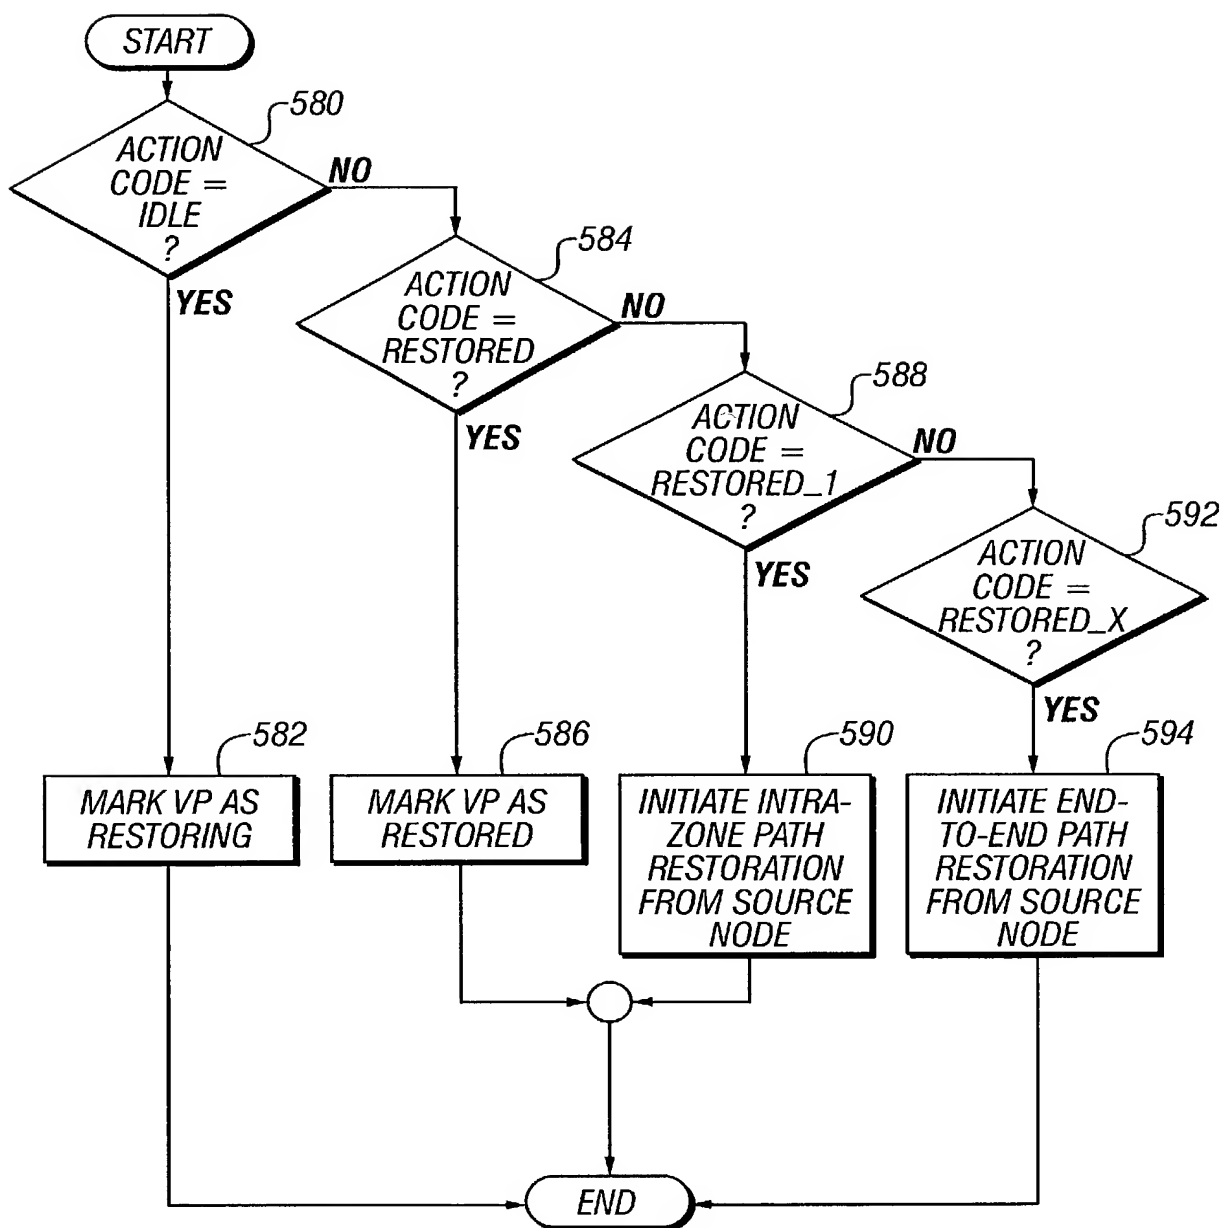 START
580
ACTION
CODE =
IDLE
?
NO
YES
584
ACTION
CODE =
RESTORED
?
NO
YES
588
ACTION
CODE =
RESTORED_1
?
NO
YES
592
ACTION
CODE =
RESTORED_X
?
YES
582
MARK VP AS
RESTORING
586
MARK VP AS
RESTORED
590
INITIATE INTRA-
ZONE PATH
RESTORATION
FROM SOURCE
NODE
594
INITIATE END-
TO-END PATH
RESTORATION
FROM SOURCE
NODE
END